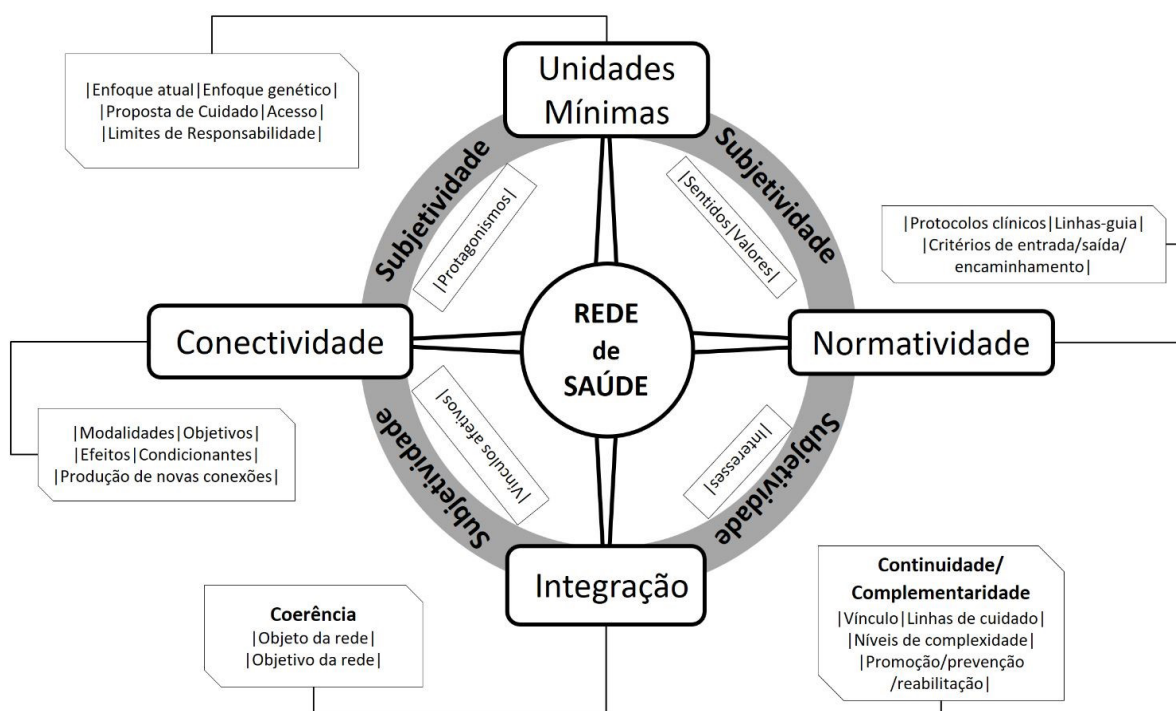 Unidades
Mínimas
|Enfoque atual|Enfoque genético|
|Proposta de Cuidado|Acesso|
|Limites de Responsabilidade|
Subjetividade
Subjetividade
|Protagonismos|
|Sentidos|Valores|
|Protocolos clínicos|Linhas-guia|
|Critérios de entrada/saída/
encaminhamento|
Conectividade
REDE
de
SAÚDE
Normatividade
|Modalidades|Objetivos|
|Efeitos|Condicionantes|
|Produção de novas conexões|
|Vínculos afetivos|
|Interesses|
Subjetividade
Subjetividade
Integração
Coerência
|Objeto da rede|
|Objetivo da rede|
Continuidade/
Complementaridade
|Vínculo|Linhas de cuidado|
|Níveis de complexidade|
|Promoção/prevenção
/reabilitação|